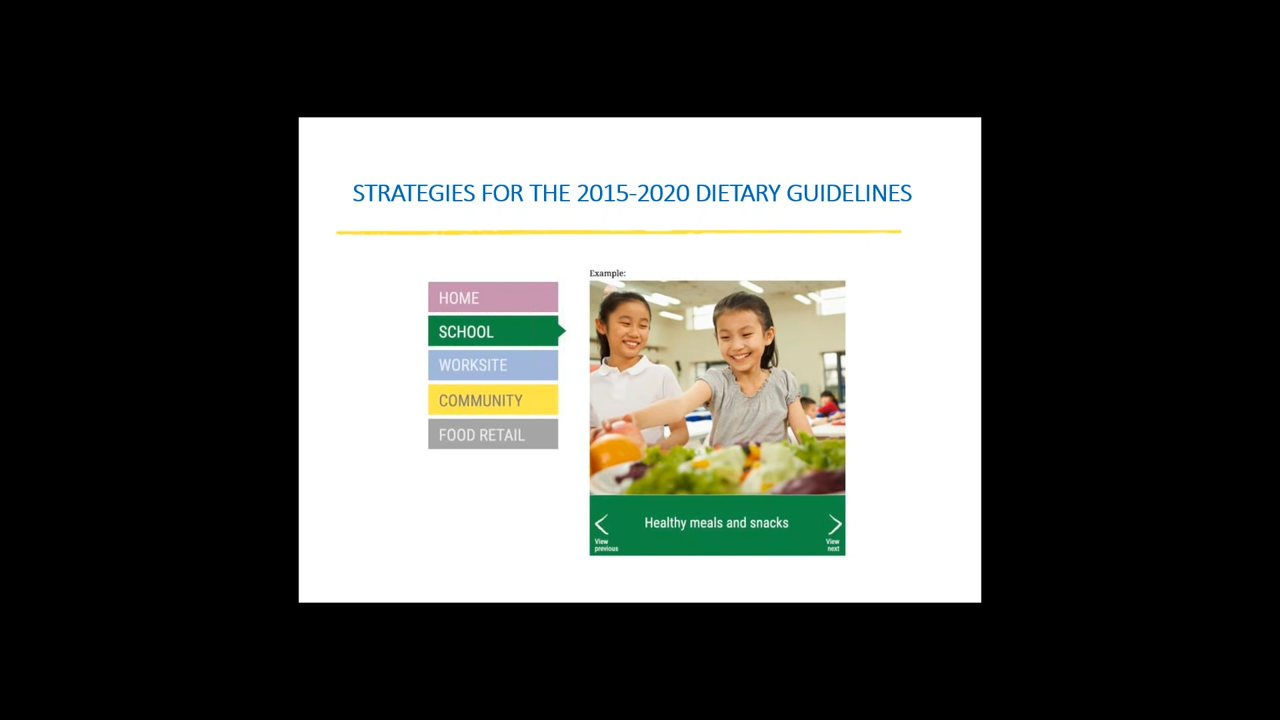 STRATEGIES FOR THE 2015-2020 DIETARY GUIDELINES
HOME
SCHOOL
WORKSITE
COMMUNITY
FOOD RETAIL
Example:
Healthy meals and snacks
View
previous
View
next